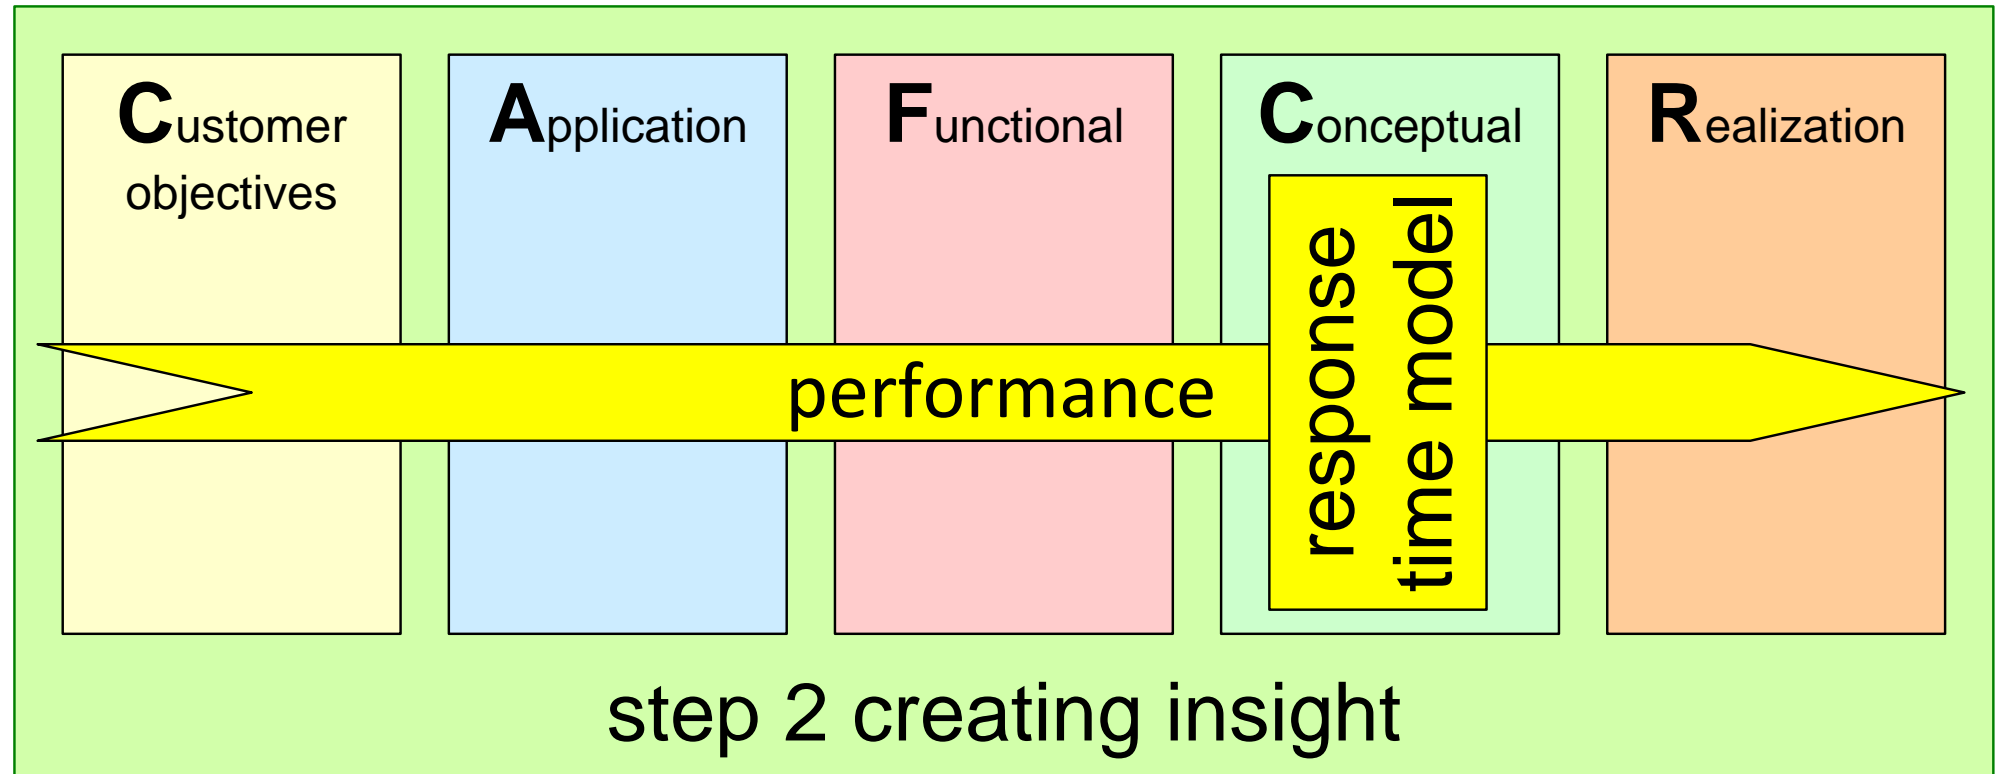 Customer
objectives
Application
Functional
Conceptual
Realization
response
time model
performance
step 2 creating insight